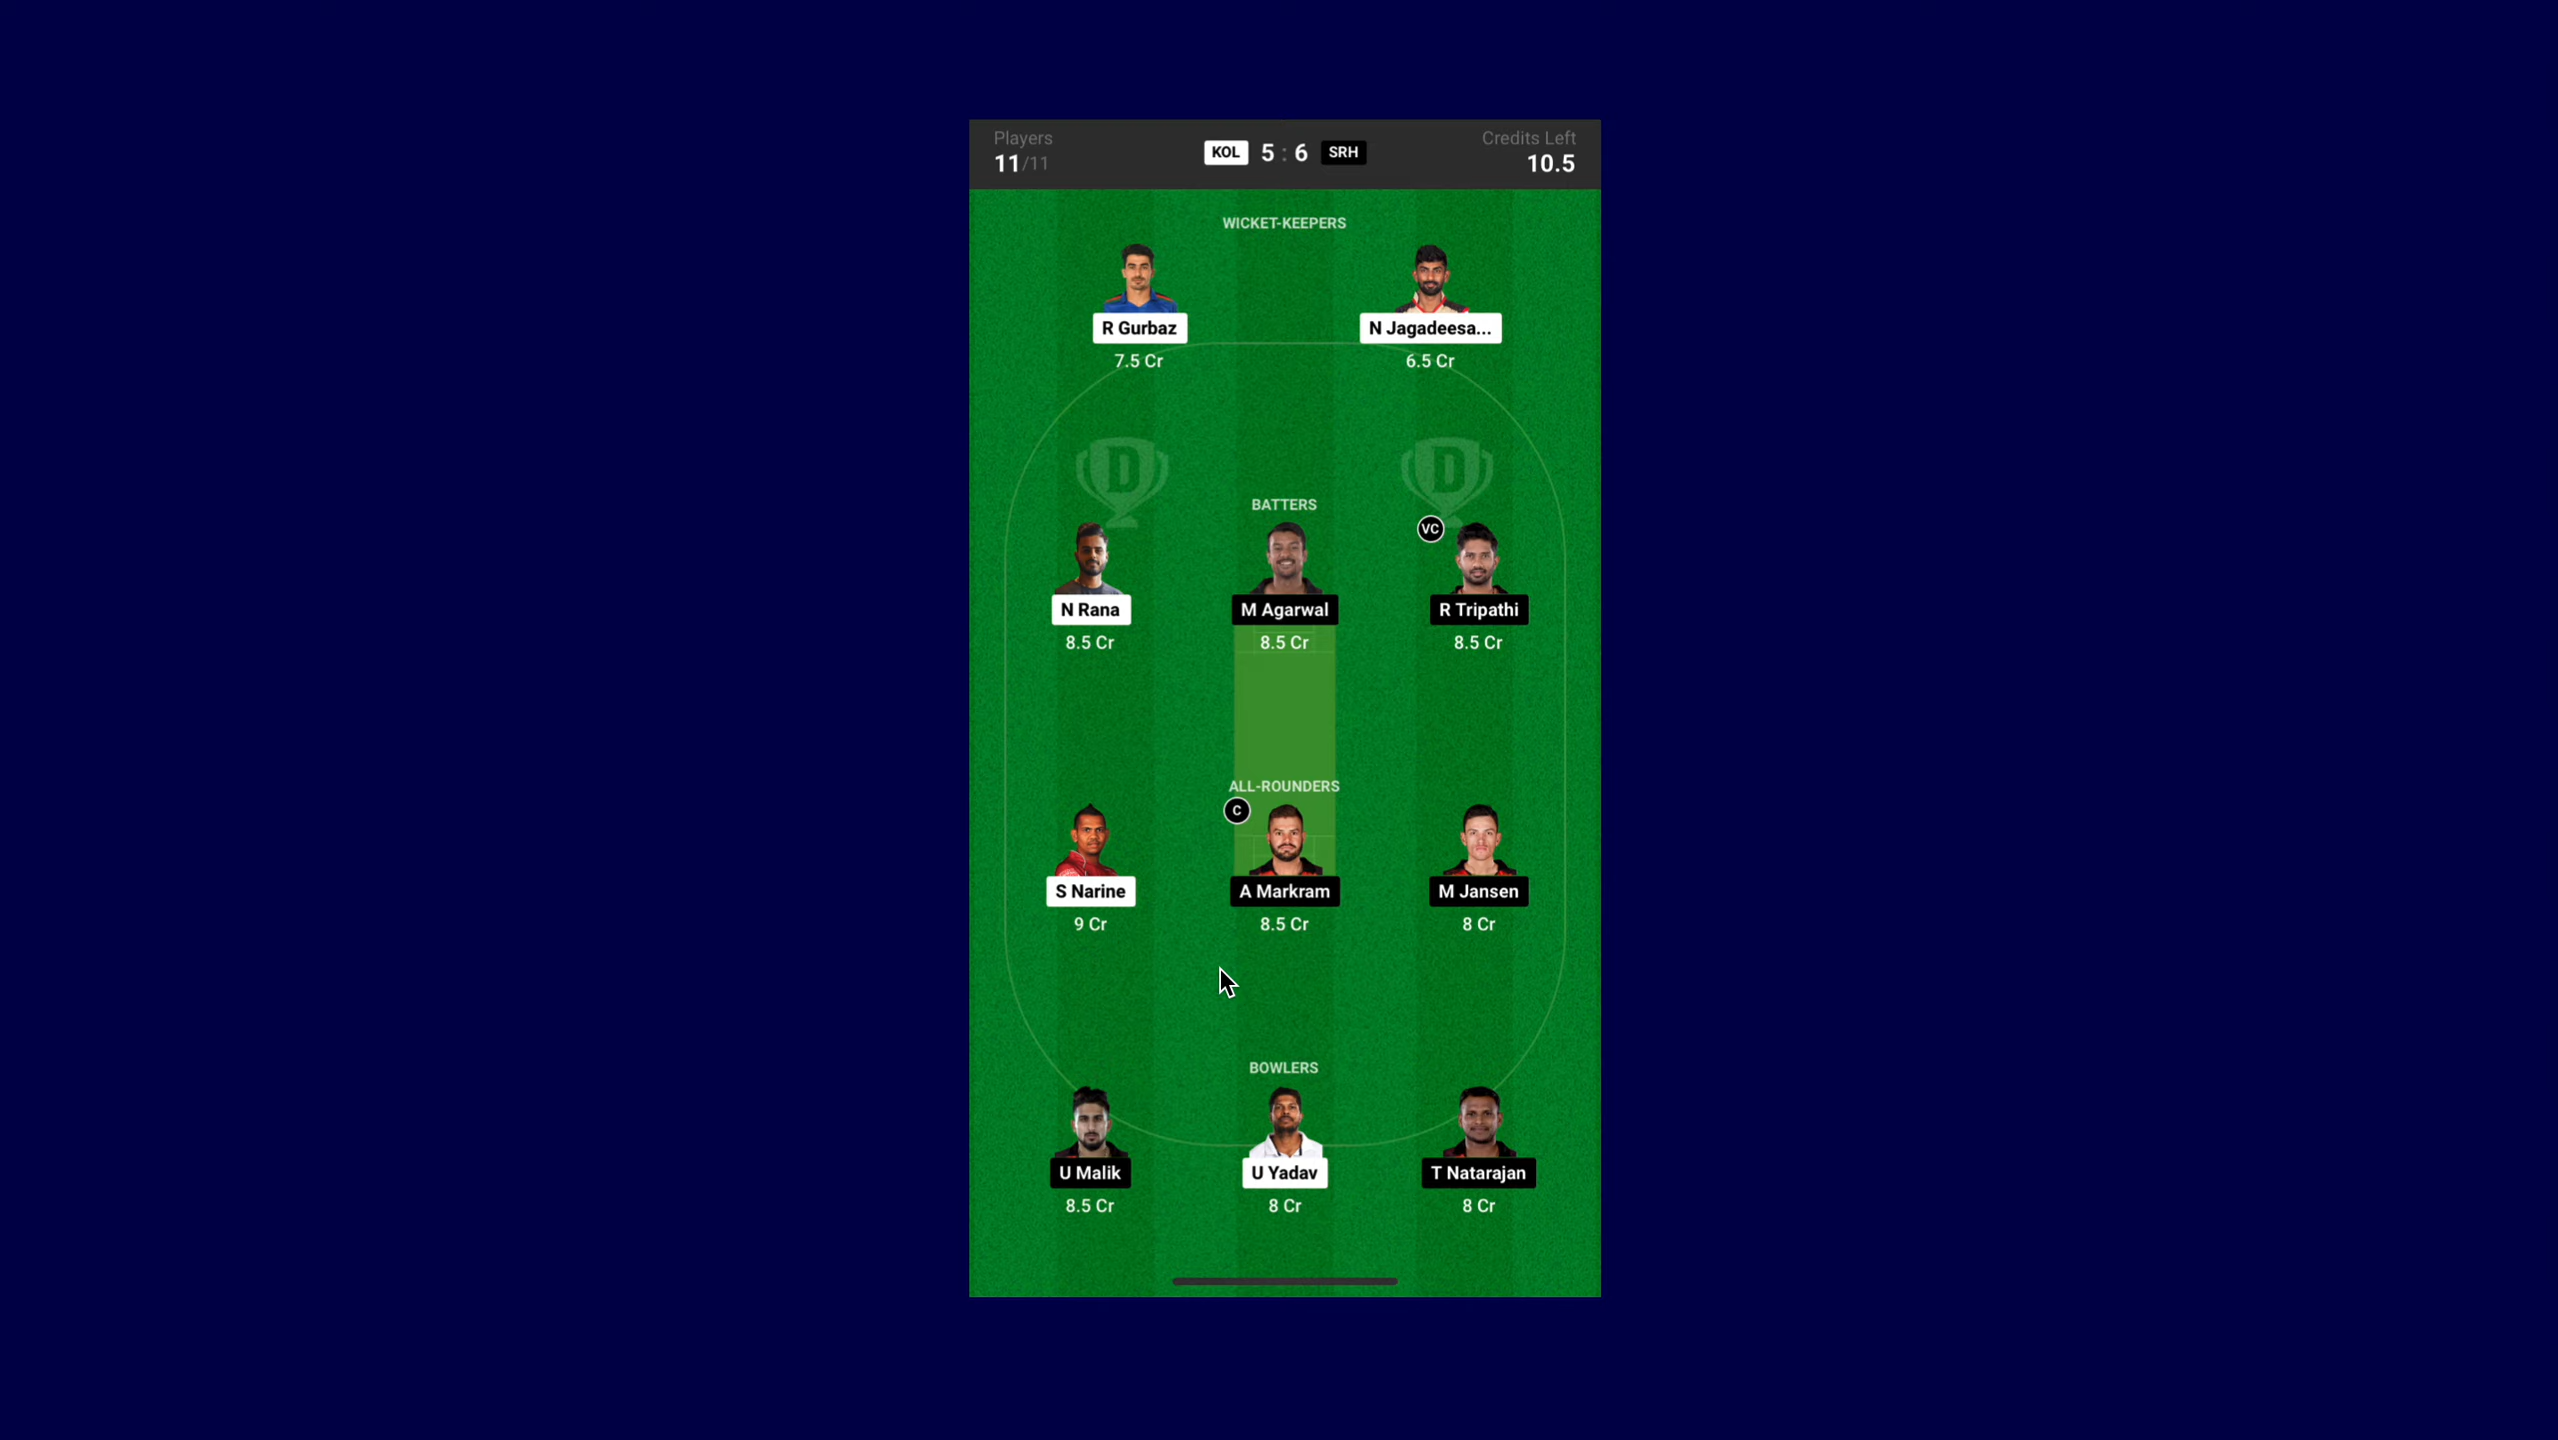 Players
11/11
KOL 5 : 6 SRH
Credits Left
10.5
WICKET-KEEPERS
R Gurbaz
7.5 Cr
N Jagadeesa...
6.5 Cr
D
D
BATTERS
N Rana
8.5 Cr
M Agarwal
8.5 Cr
VC
R Tripathi
8.5 Cr
ALL-ROUNDERS
S Narine
9 Cr
C
A Markram
8.5 Cr
M Jansen
8 Cr
BOWLERS
U Malik
8.5 Cr
U Yadav
8 Cr
T Natarajan
8 Cr